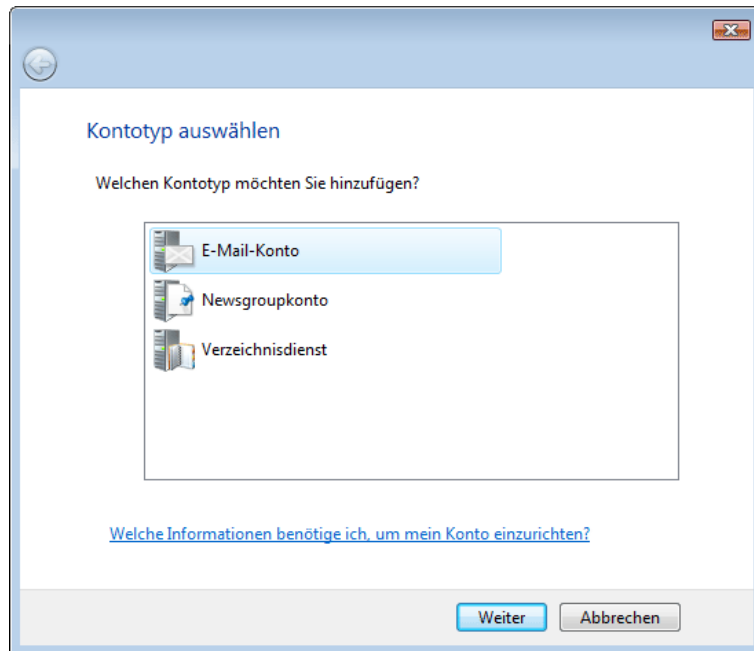 Kontotyp auswählen
Welchen Kontotyp möchten Sie hinzufügen?
E-Mail-Konto
Newsgroupkonto
Verzeichnisdienst
Welche Informationen benötige ich, um mein Konto einzurichten?
Weiter Abbrechen